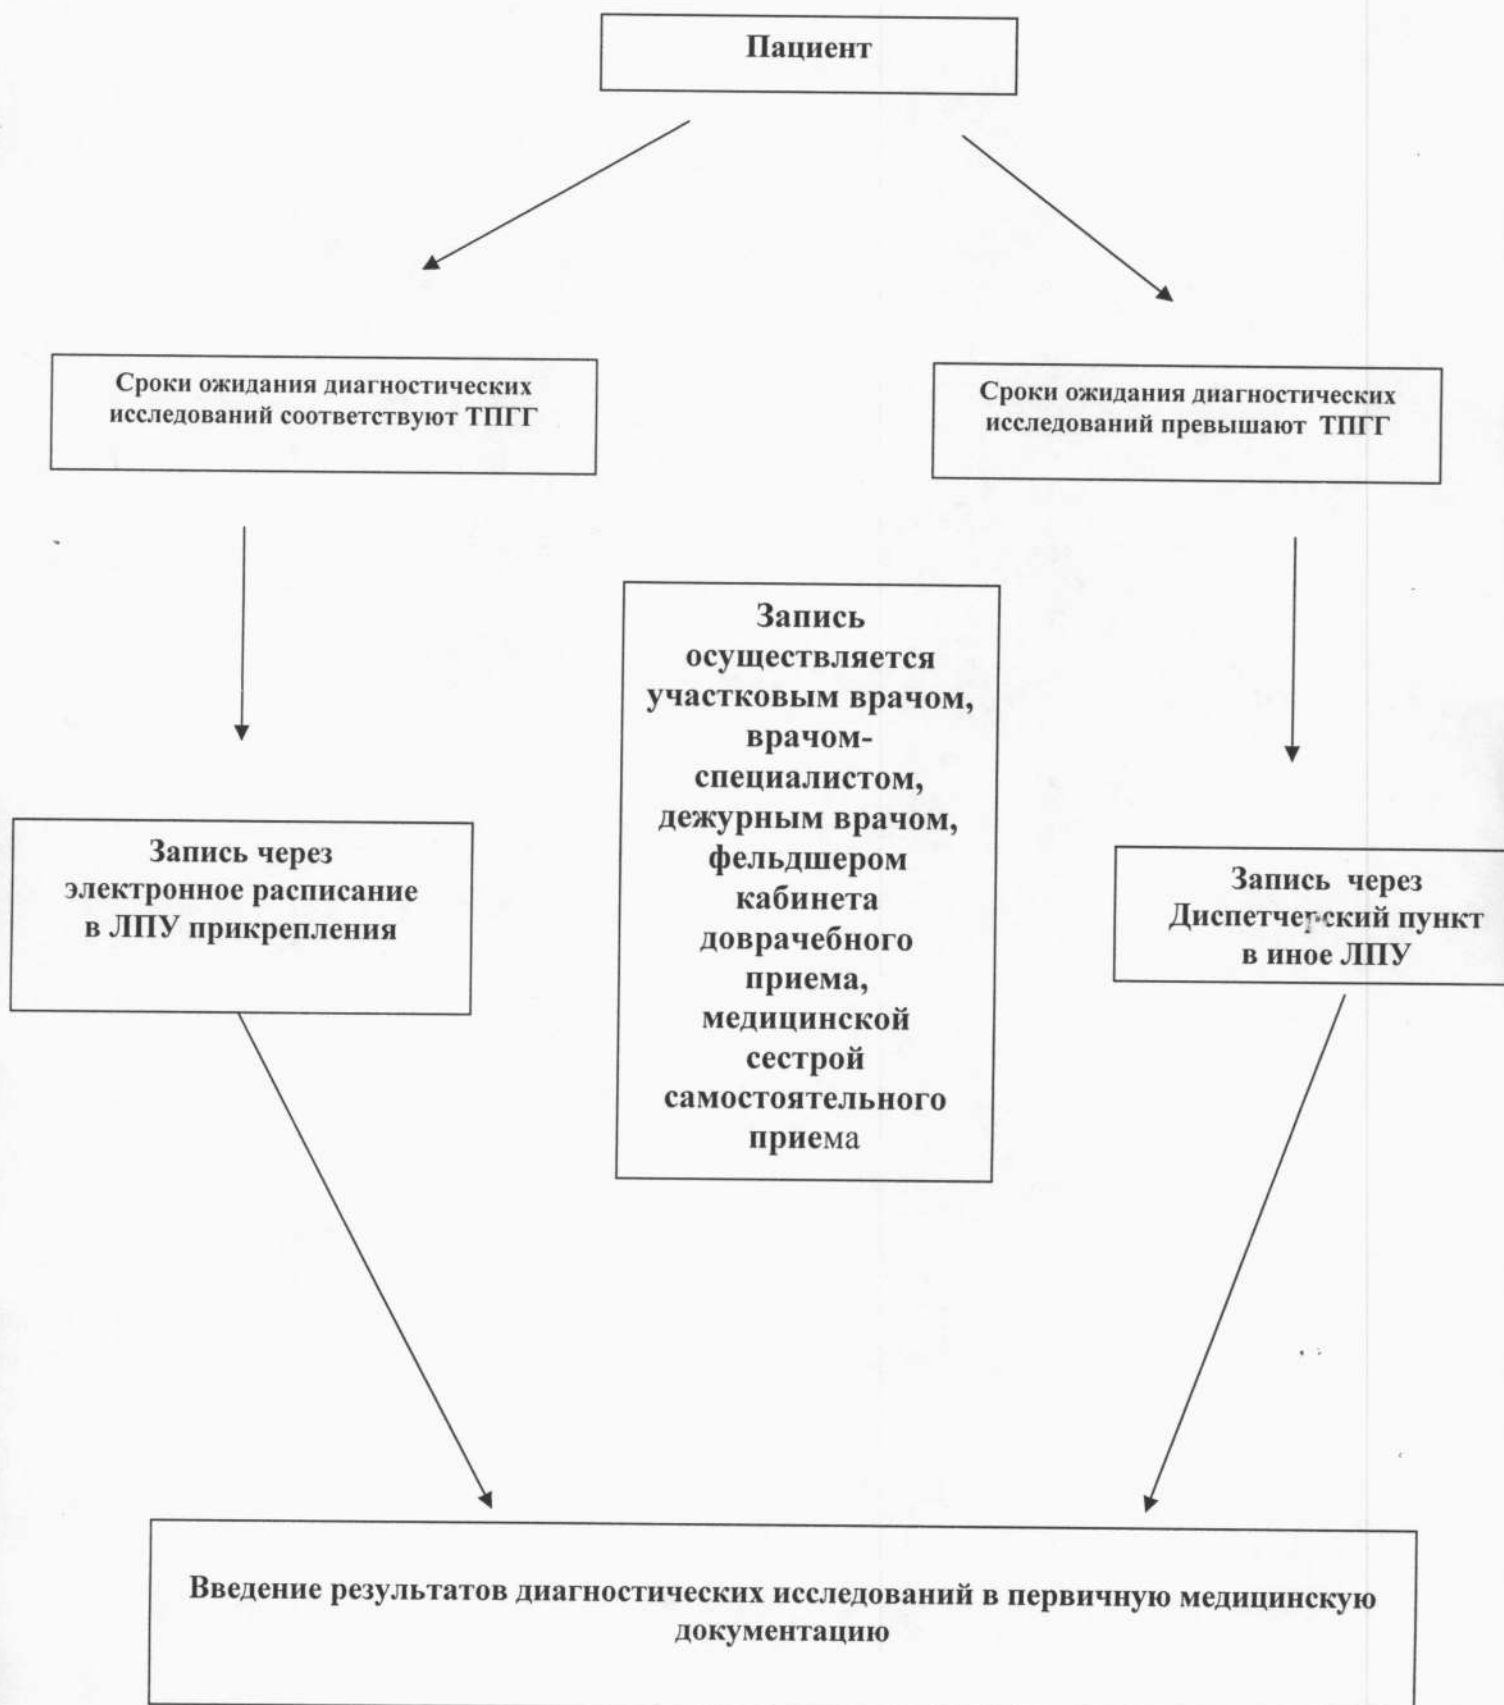 Пациент
Сроки ожидания диагностических
исследований соответствуют ТПГГ
Сроки ожидания диагностических
исследований превышают ТПГГ
Запись
осуществляется
участковым врачом,
врачом-
специалистом,
дежурным врачом,
фельдшером
кабинета
доврачебного
приема,
медицинской
сестрой
самостоятельного
приема
Запись через
электронное расписание
в ЛПУ прикрепления
Запись через
Диспетчерский пункт
в иное ЛПУ
Введение результатов диагностических исследований в первичную медицинскую
документацию